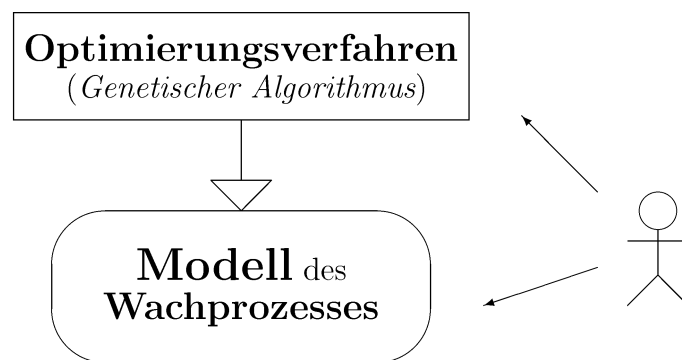 Optimierungsverfahren
(Genetischer Algorithmus)
Modell des
Wachprozesses